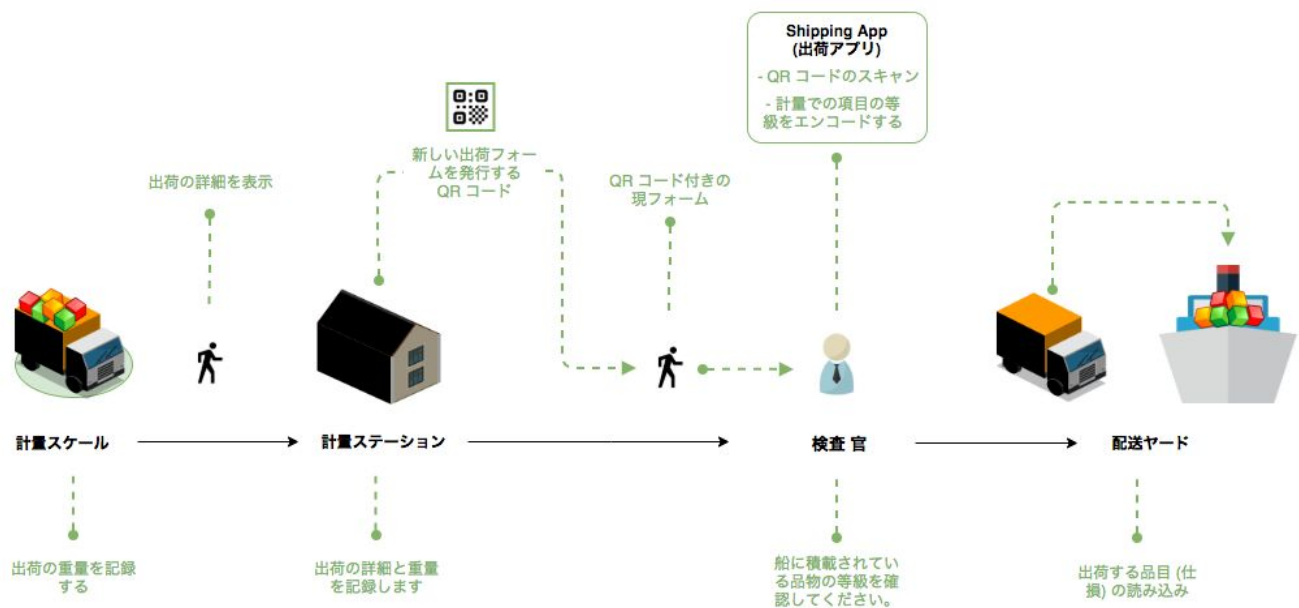 Shipping App
(出荷アプリ)
- QR コードのスキャン
- 計量での項目の等
級をエンコードする
新しい出荷フォー
ムを発行する
QR コード
出荷の詳細を表示
QR コード付きの
現フォーム
計量スケール
計量ステーション
検査 官
配送ヤード
出荷の重量を記録
する
出荷の詳細と重量
を記録します
船に積載されてい
る品物の等級を確
認してください。
出荷する品目 (仕
損) の読み込み